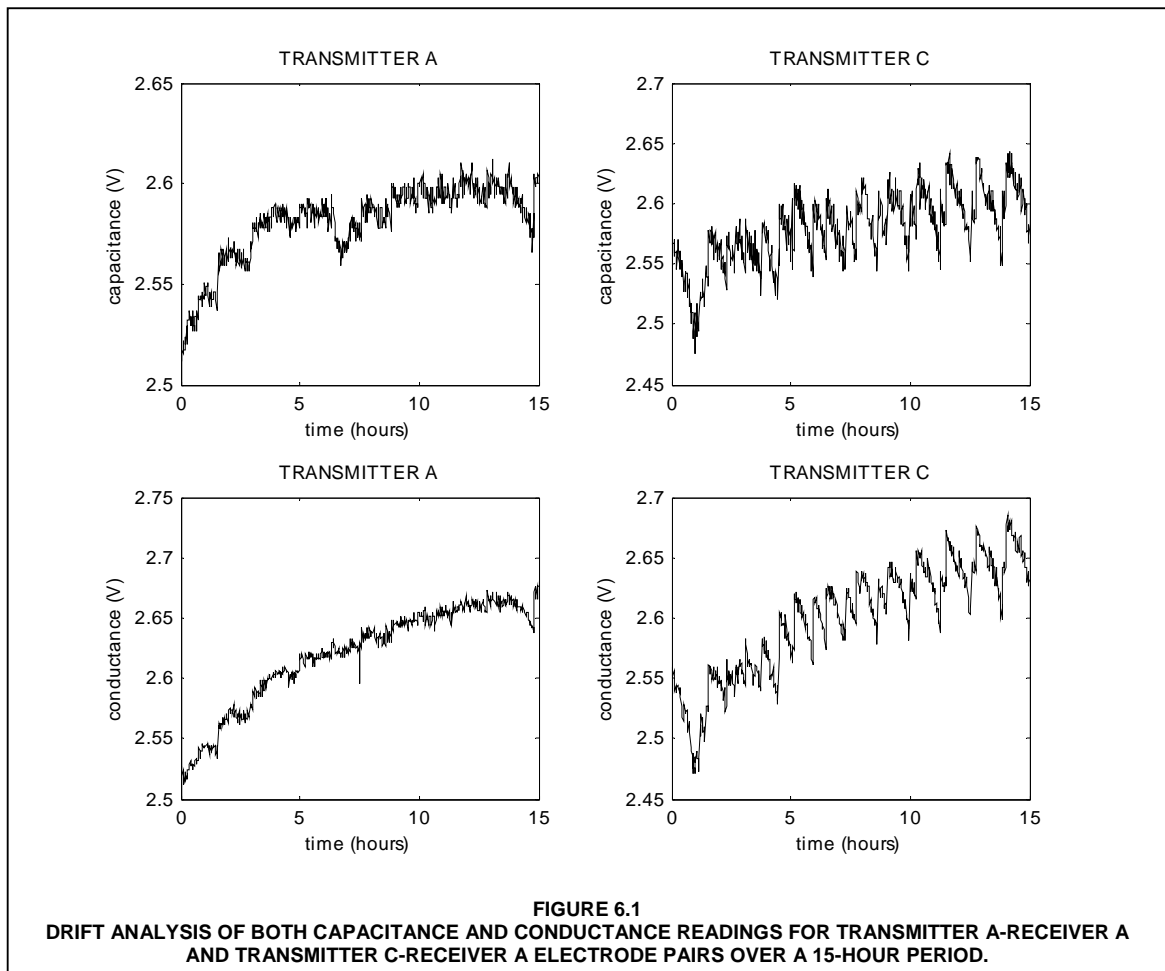 TRANSMITTER A
2.65
2.6
2.55
2.5
capacitance (V)
0
5
10
15
time (hours)
TRANSMITTER C
2.7
2.65
2.6
2.55
2.5
2.45
capacitance (V)
0
5
10
15
time (hours)
TRANSMITTER A
2.75
2.7
2.65
2.6
2.55
2.5
conductance (V)
0
5
10
15
time (hours)
TRANSMITTER C
2.7
2.65
2.6
2.55
2.5
2.45
conductance (V)
0
5
10
15
time (hours)
FIGURE 6.1
DRIFT ANALYSIS OF BOTH CAPACITANCE AND CONDUCTANCE READINGS FOR TRANSMITTER A-RECEIVER A
AND TRANSMITTER C-RECEIVER A ELECTRODE PAIRS OVER A 15-HOUR PERIOD.